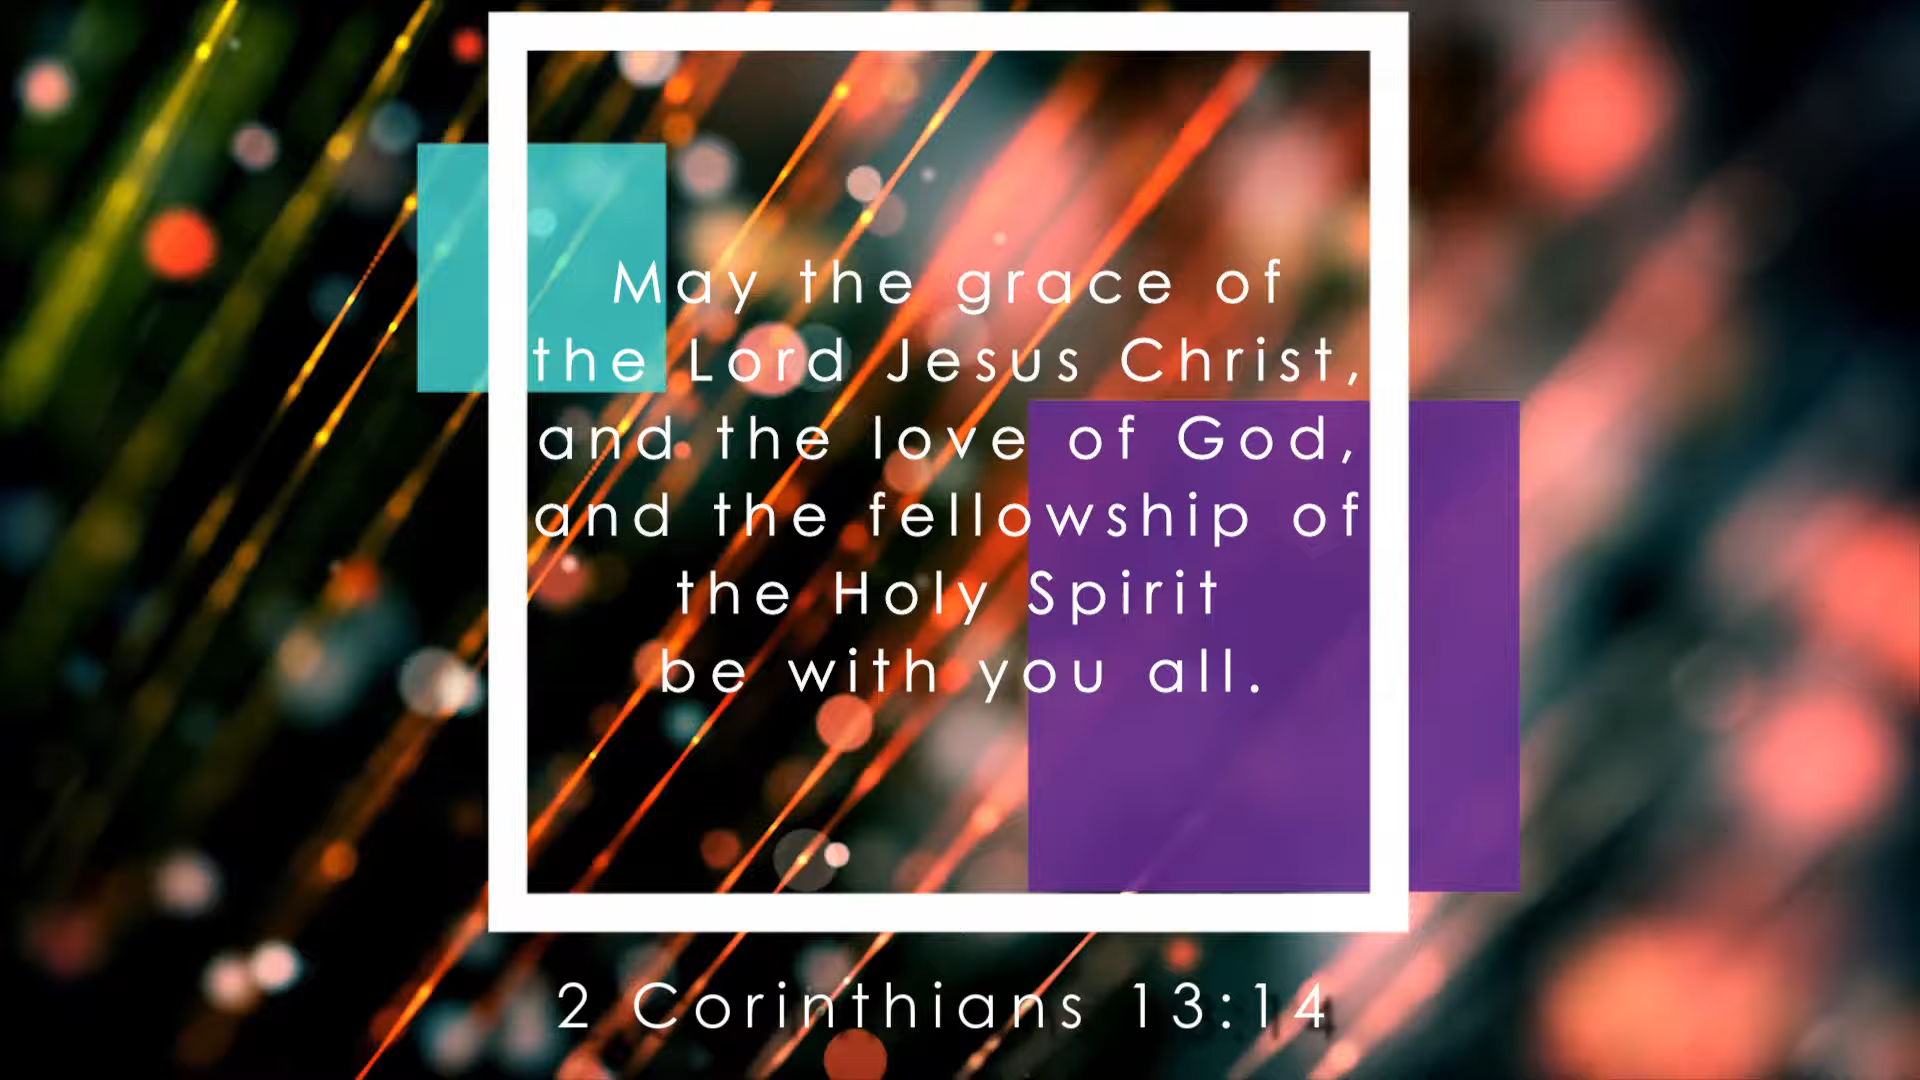 May the grace of
the Lord Jesus Christ,
and the love of God,
and the fellowship of
the Holy Spirit
be with you all.
2 Corinthians 13:14